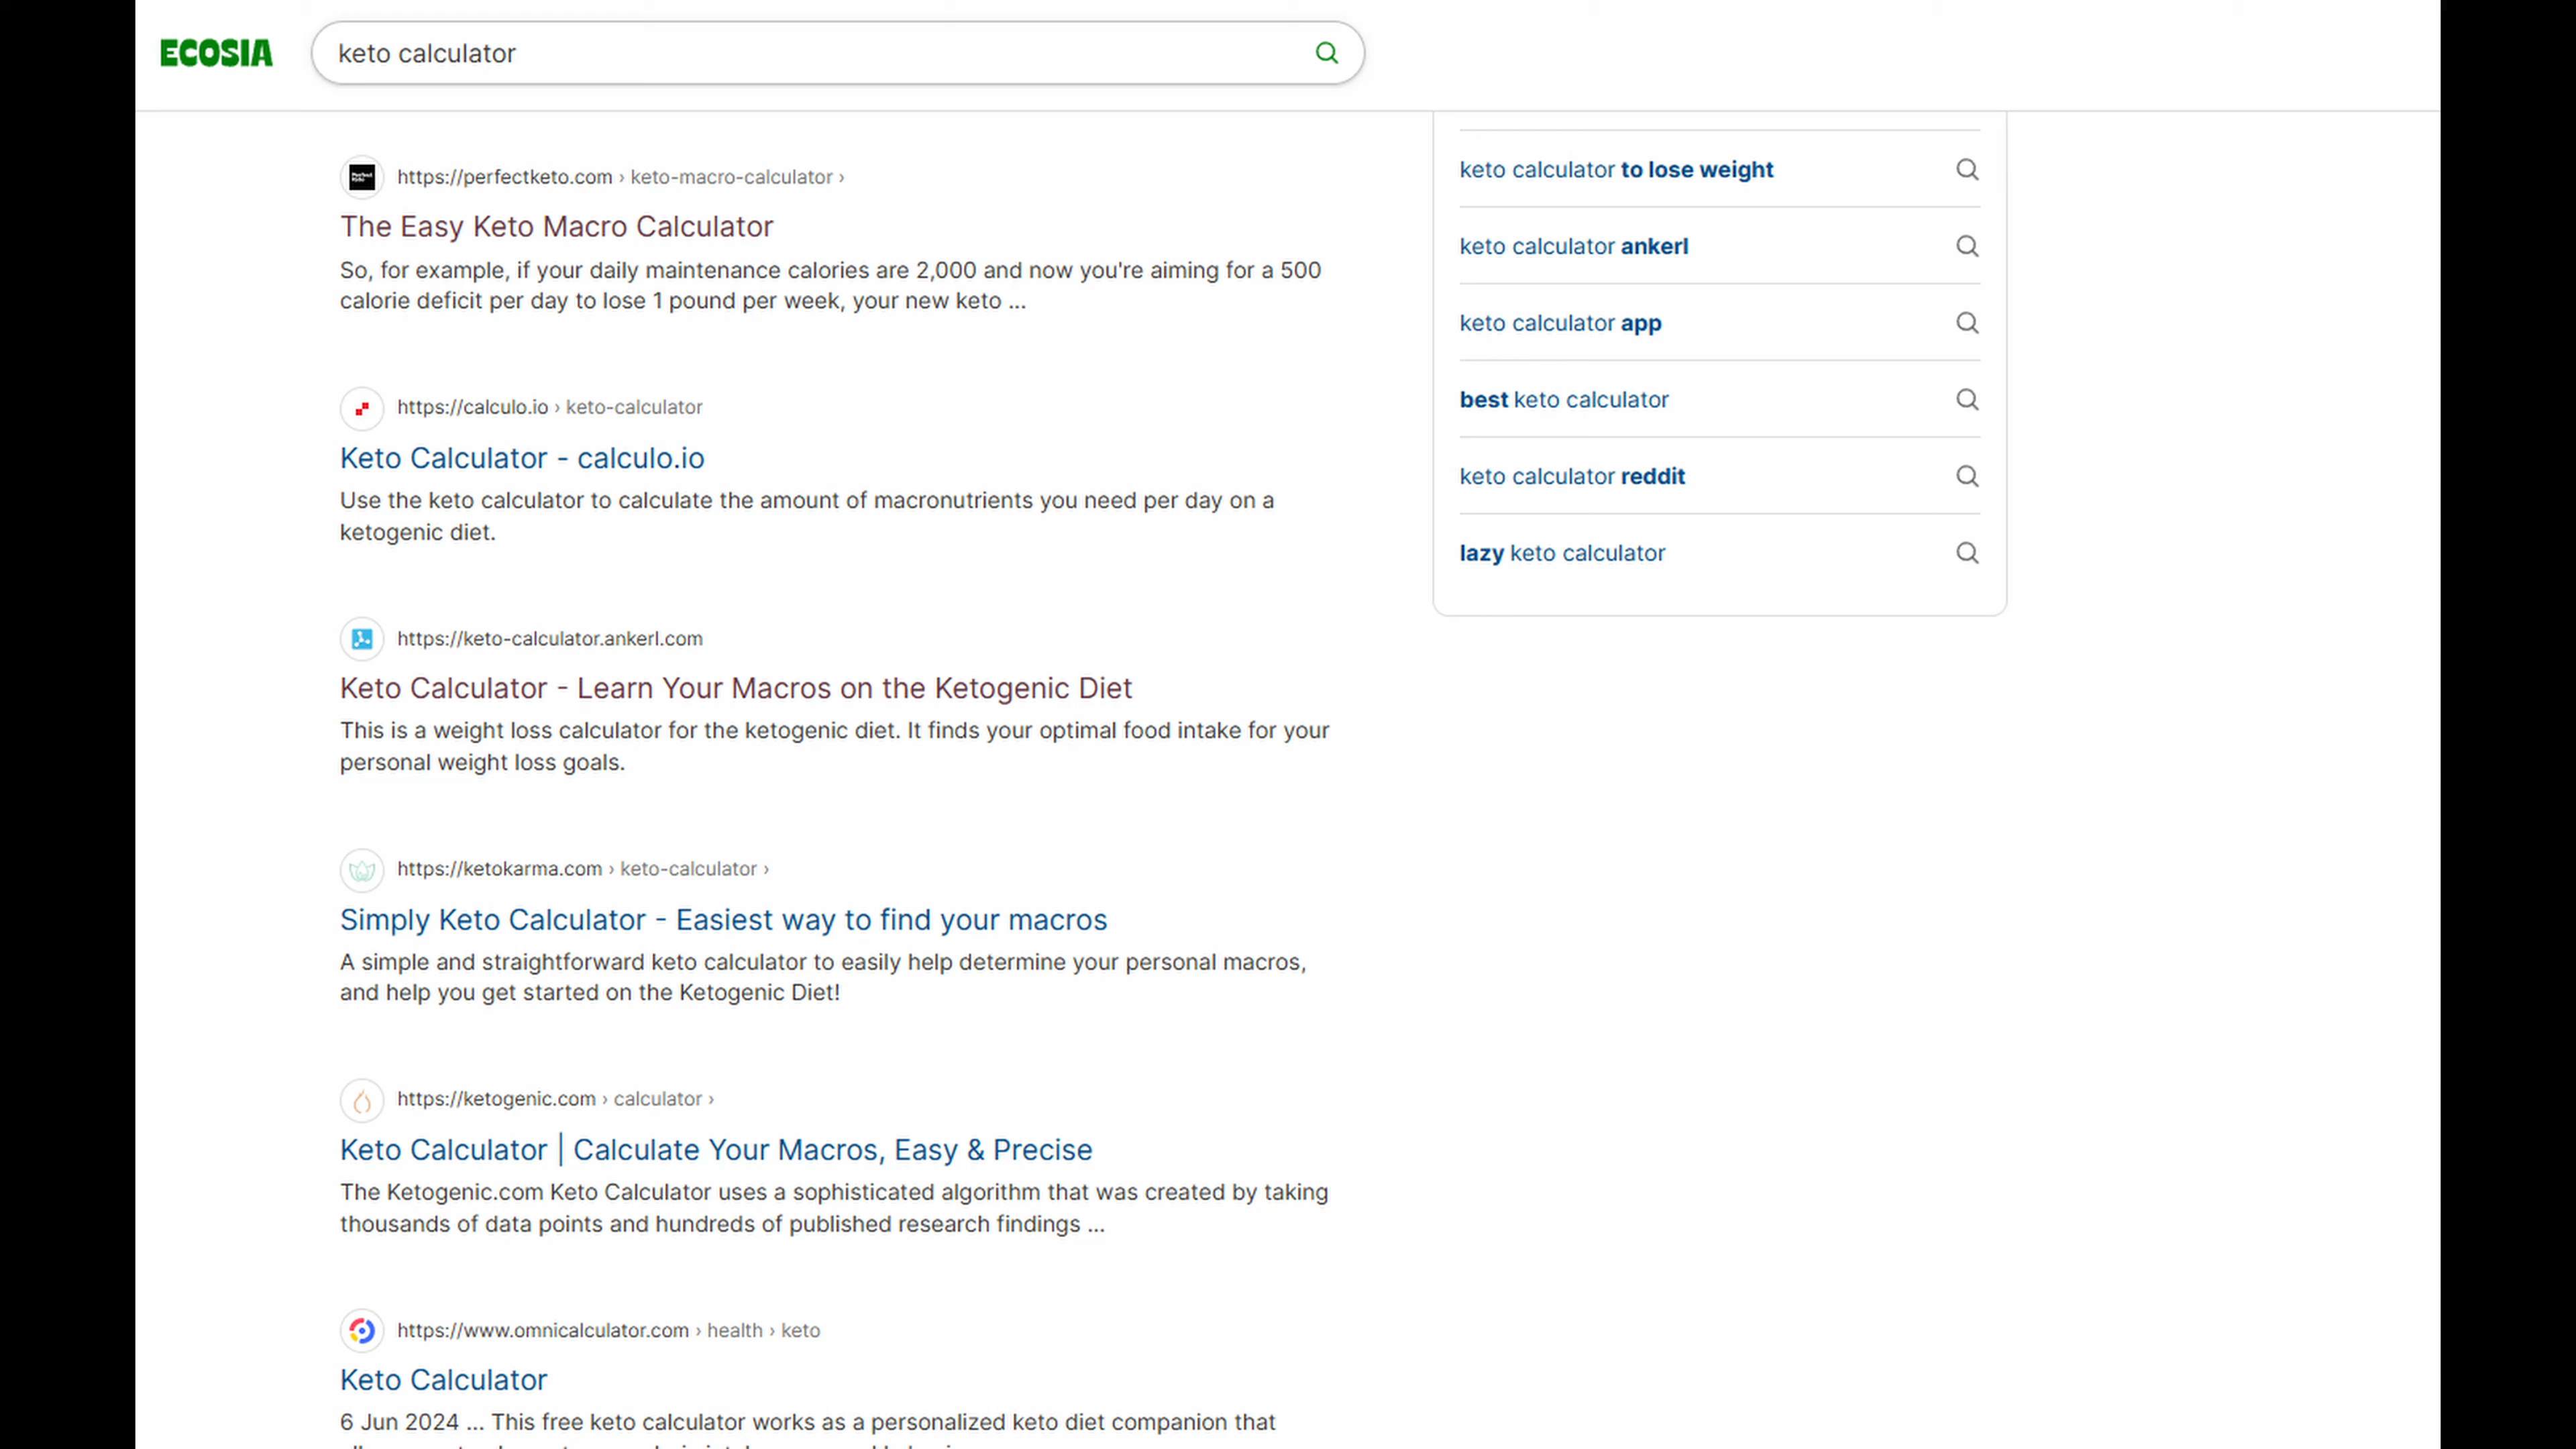 ECOSIA
keto calculator
https://perfectketo.com › keto-macro-calculator ›
The Easy Keto Macro Calculator
So, for example, if your daily maintenance calories are 2,000 and now you're aiming for a 500
calorie deficit per day to lose 1 pound per week, your new keto ...
https://calculo.io › keto-calculator
Keto Calculator - calculo.io
Use the keto calculator to calculate the amount of macronutrients you need per day on a
ketogenic diet.
https://keto-calculator.ankerl.com
Keto Calculator - Learn Your Macros on the Ketogenic Diet
This is a weight loss calculator for the ketogenic diet. It finds your optimal food intake for your
personal weight loss goals.
https://ketokarma.com › keto-calculator ›
Simply Keto Calculator - Easiest way to find your macros
A simple and straightforward keto calculator to easily help determine your personal macros,
and help you get started on the Ketogenic Diet!
https://ketogenic.com › calculator ›
Keto Calculator | Calculate Your Macros, Easy & Precise
The Ketogenic.com Keto Calculator uses a sophisticated algorithm that was created by taking
thousands of data points and hundreds of published research findings ...
https://www.omnicalculator.com › health › keto
Keto Calculator
6 Jun 2024 ... This free keto calculator works as a personalized keto diet companion that
keto calculator to lose weight
keto calculator ankerl
keto calculator app
best keto calculator
keto calculator reddit
lazy keto calculator